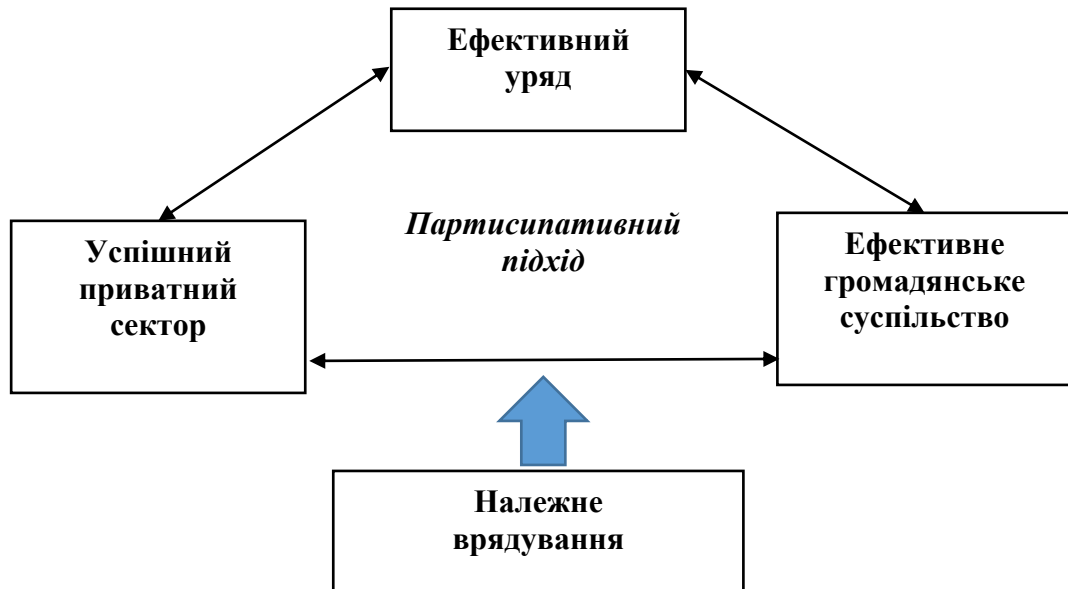 Ефективний
уряд
Партисипативний
підхід
Успішний
приватний
сектор
Ефективне
громадянське
суспільство
Належне
врядування